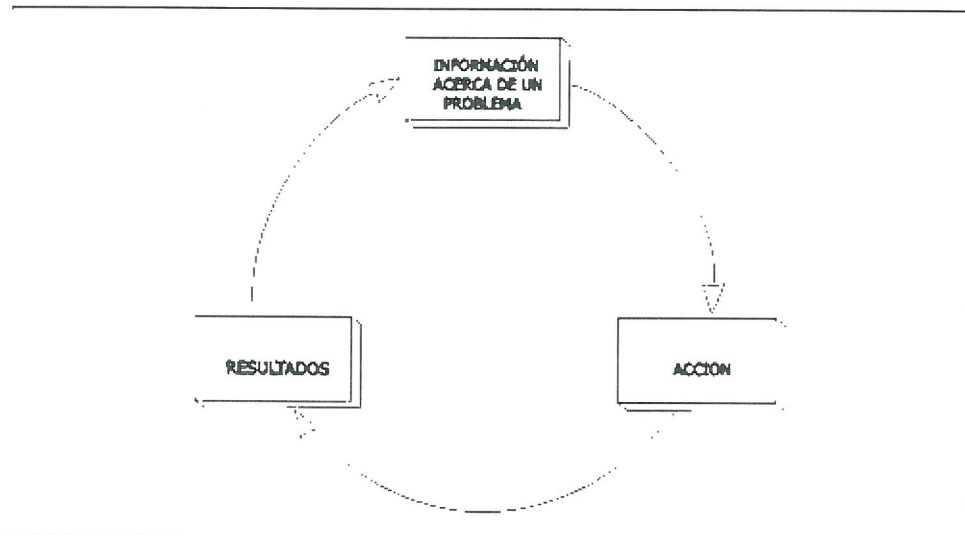 INFORMACIÓN
ACERCA DE UN
PROBLEMA
RESULTADOS
ACCION